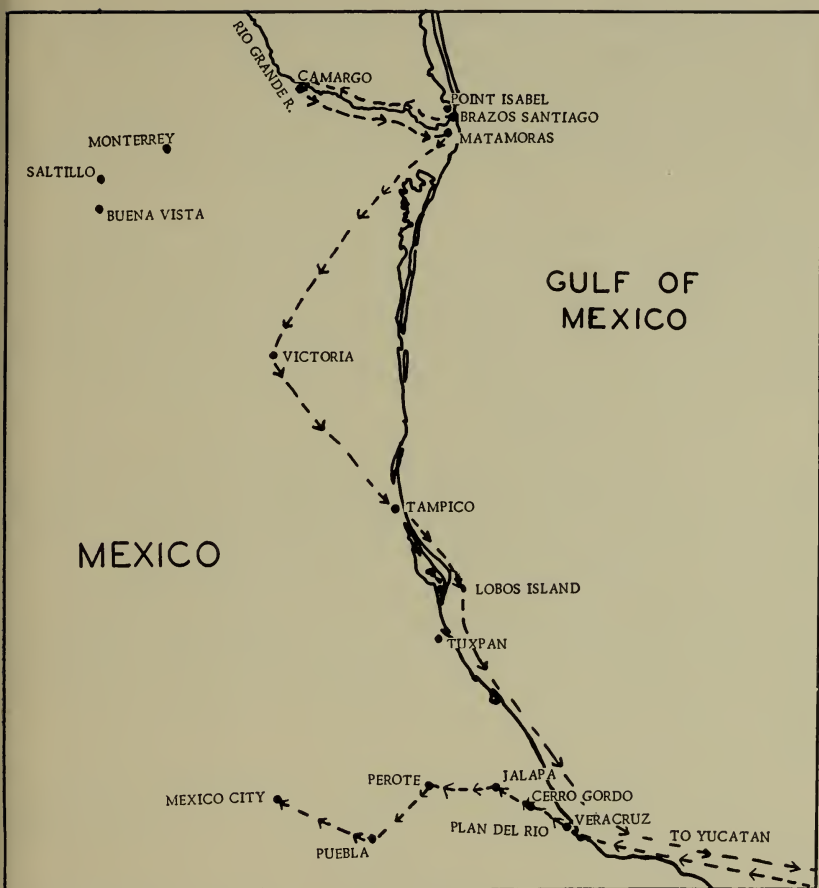 RIO GRANDE R.
CAMARGO
POINT ISABEL
BRAZOS SANTIAGO
MATAMORAS
MONTERREY
SALTILLO
BUENA VISTA
GULF OF
MEXICO
VICTORIA
TAMPICO
MEXICO
LOBOS ISLAND
TUXPAN
JALAPA
PEROTE
CERRO GORDO
MEXICO CITY
VERACRUZ
PLAN DEL RIO
TO YUCATAN
PUEBLA